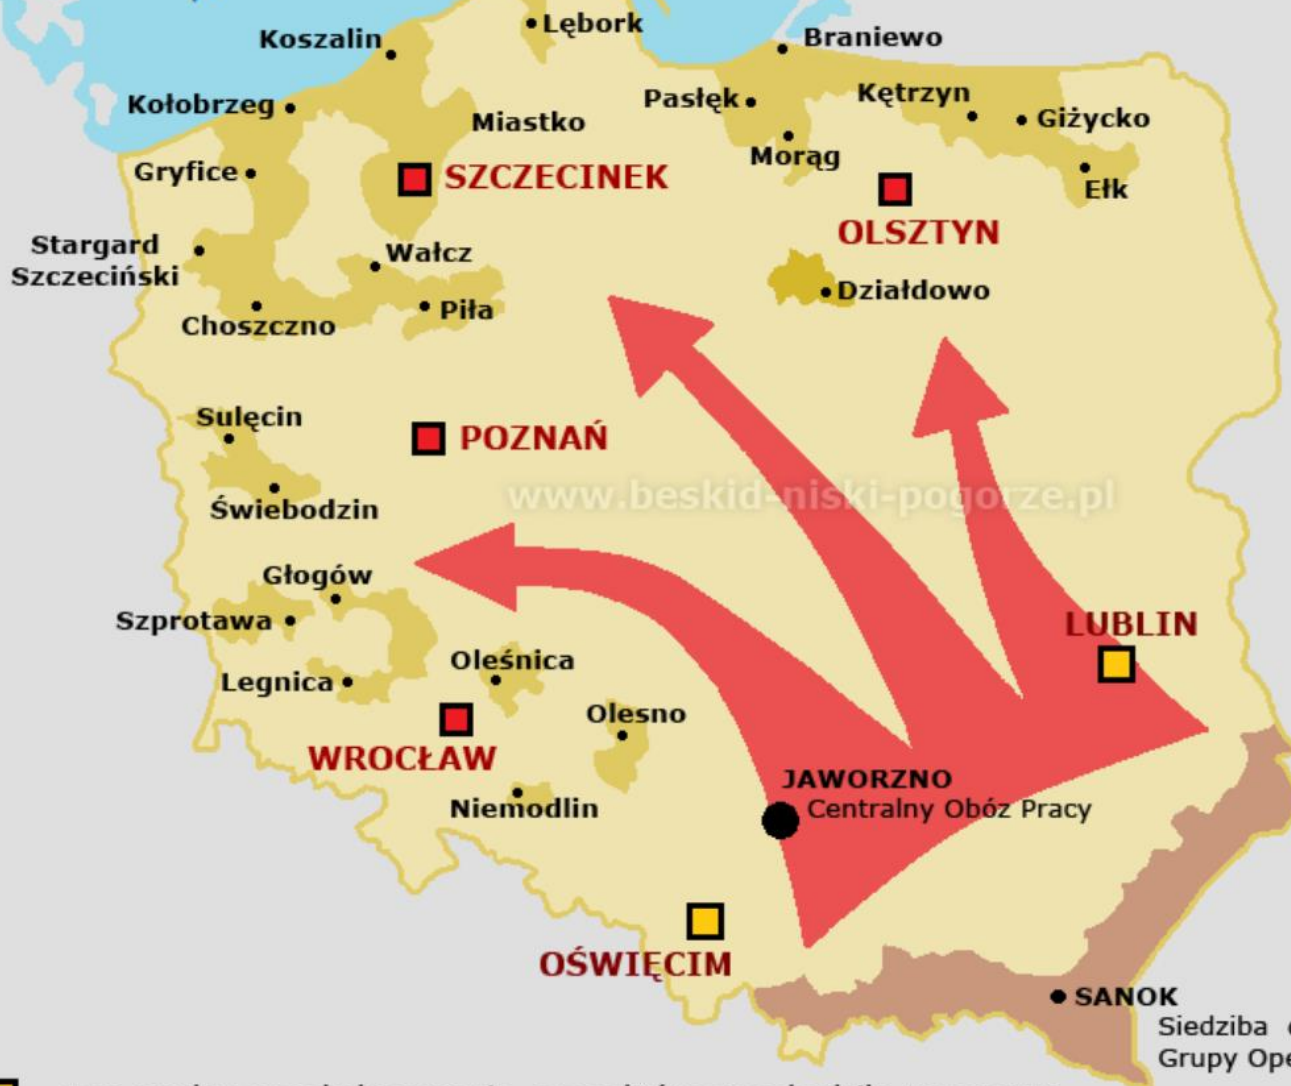 Lębork
Koszalin
Braniewo
Kołobrzeg
Pasłęk
Kętrzyn
Giżycko
Miastko
Morąg
Gryfice
SZCZECINEK
Ełk
OLSZTYN
Stargard
Szczeciński
Wałcz
Działdowo
Piła
Choszczno
Sulęcin
POZNAŃ
www.beskid-niski-pogorze.pl
Świebodzin
Głogów
Szprotawa
LUBLIN
Oleśnica
Legnica
Olesno
WROCŁAW
JAWORZNO
Centralny Obóz Pracy
Niemodlin
OŚWIĘCIM
SANOK
Siedziba
Grupy Ope